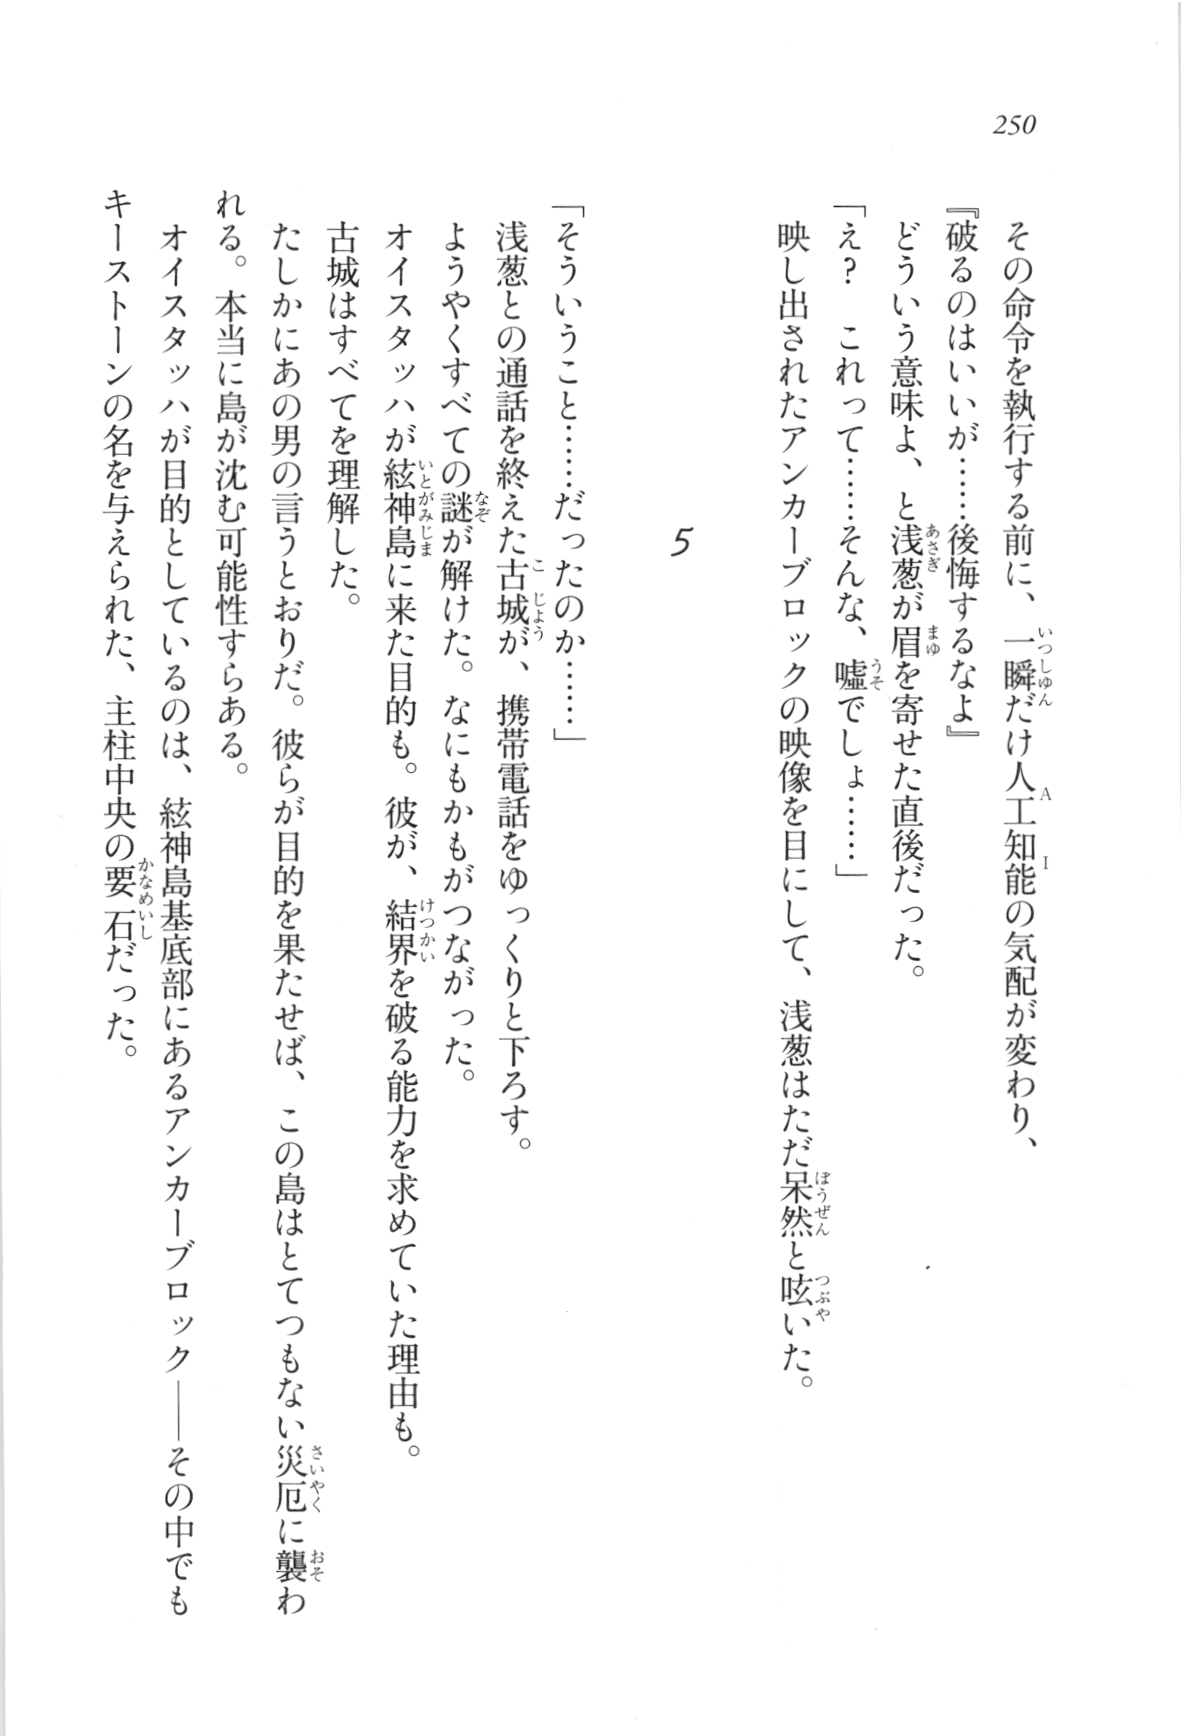 250
その命令を執行する前に、一瞬だけ人工知能の気配が変わり、
『破るのはいいが……後悔するなよ』
どういう意味よ、と浅葱が眉を寄せた直後だった。
「え？　これって……そんな、嘘でしょ……」
映し出されたアンカーブロックの映像を目にして、浅葱はただ呆然と呟いた。
5
「そういうこと……だったのか……」
浅葱との通話を終えた古城が、携帯電話をゆっくりと下ろす。
ようやくすべての謎が解けた。なにもかもがつながった。
オイスタッハが絃神島に来た目的も。彼が、結界を破る能力を求めていた理由も。
古城はすべてを理解した。
たしかにあの男の言うとおりだ。彼らが目的を果たせば、この島はとてつもない災厄に襲わ
れる。本当に島が沈む可能性すらある。
オイスタッハが目的としているのは、絃神島基底部にあるアンカーブロック――その中でも
キーストーンの名を与えられた、主柱中央の要石だった。